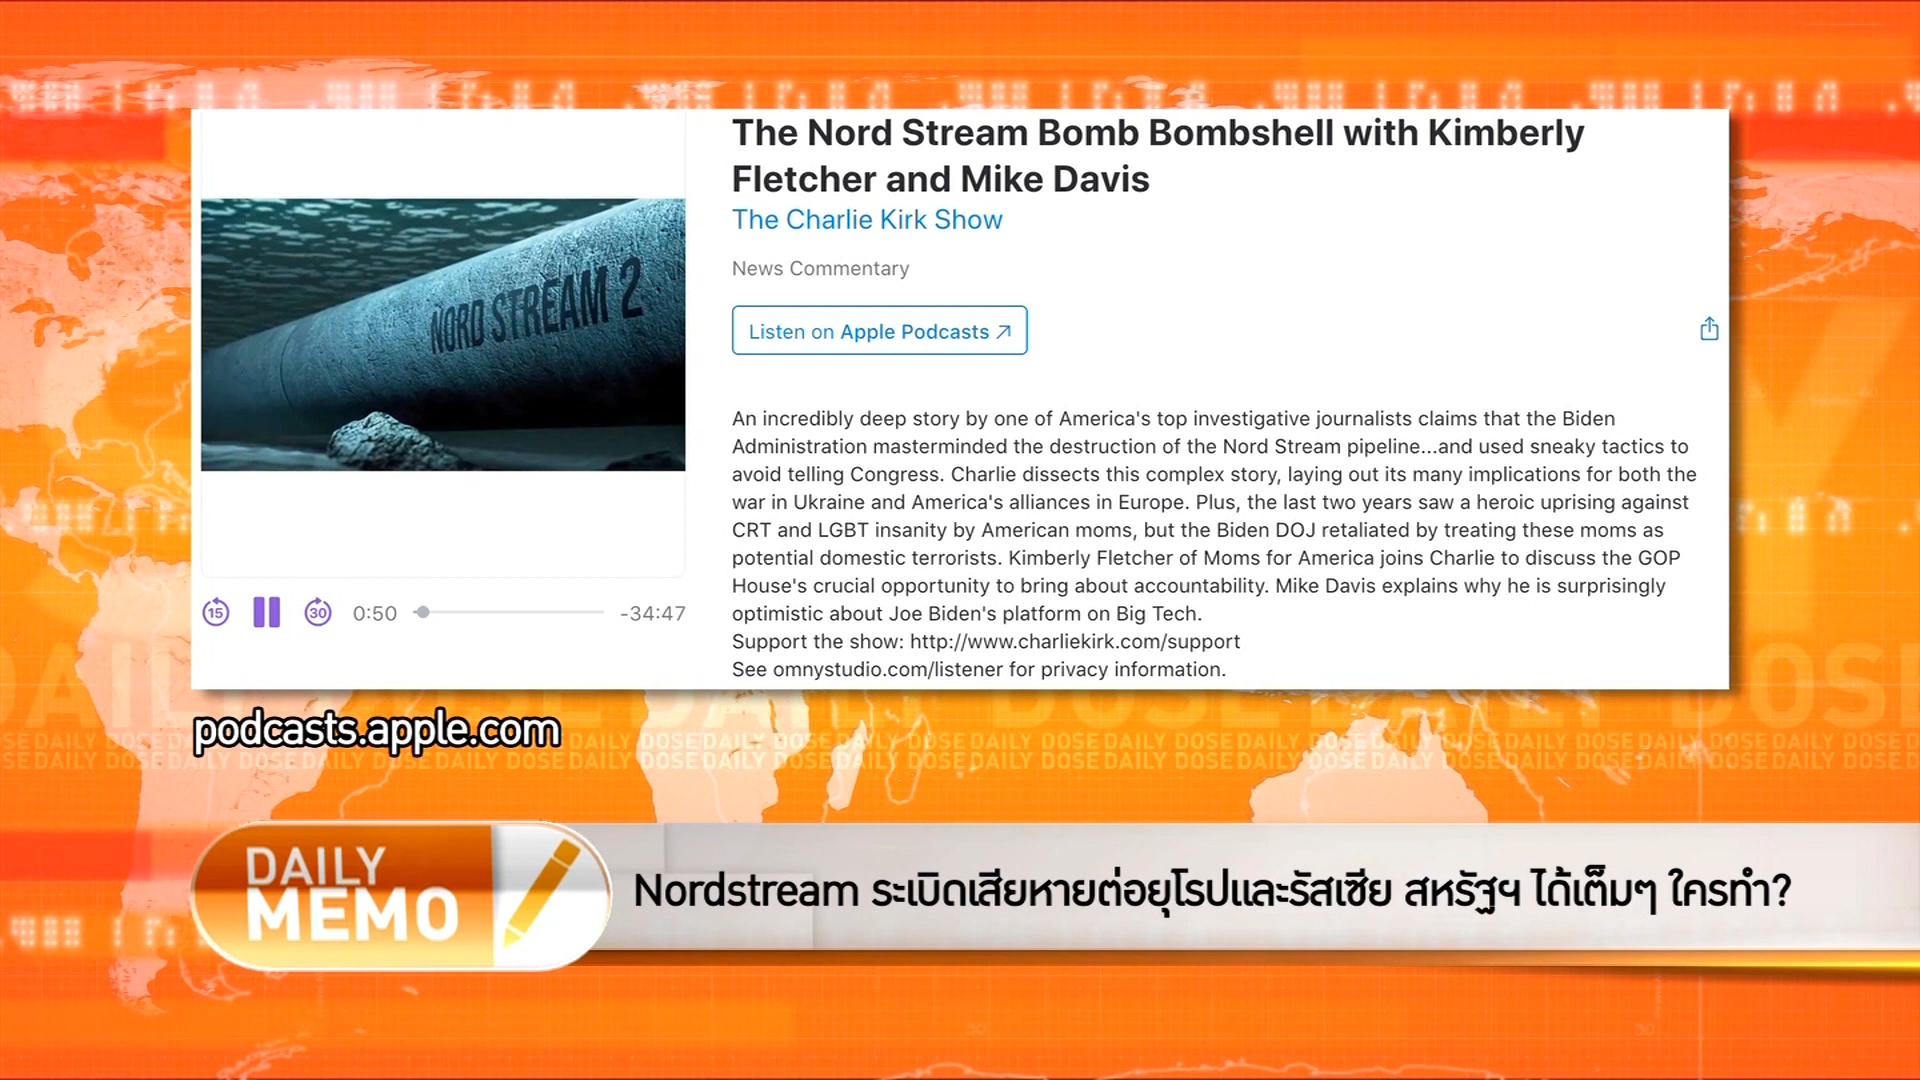 The Nord Stream Bomb Bombshell with Kimberly
Fletcher and Mike Davis
The Charlie Kirk Show
News Commentary
Listen on Apple Podcasts
NORD STREAM 2
An incredibly deep story by one of America's top investigative journalists claims that the Biden
Administration masterminded the destruction of the Nord Stream pipeline...and used sneaky tactics to
avoid telling Congress. Charlie dissects this complex story, laying out its many implications for both the
war in Ukraine and America's alliances in Europe. Plus, the last two years saw a heroic uprising against
CRT and LGBT insanity by American moms, but the Biden DOJ retaliated by treating these moms as
potential domestic terrorists. Kimberly Fletcher of Moms for America joins Charlie to discuss the GOP
House's crucial opportunity to bring about accountability. Mike Davis explains why he is surprisingly
optimistic about Joe Biden's platform on Big Tech.
Support the show: http://www.charliekirk.com/support
See omnystudio.com/listener for privacy information.
15 30 0:50 -34:47
podcasts.apple.com
DAILY
MEMO
Nordstream ระเบิดเสียหายต่อยุโรปและรัสเซีย สหรัฐฯ ได้เต็มๆ ใครทำ?